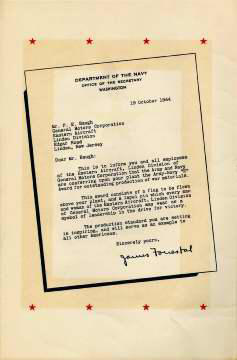 DEPARTMENT OF THE NAVY
OFFICE OF THE SECRETARY
WASHINGTON
19 October 1944
Mr. F. E. Baugh
General Motors Corporation
Eastern Aircraft
Linden Division
Edgar Road
Linden, New Jersey
Dear Mr. Baugh:
This is to inform you and all employees
of the Eastern Aircraft, Linden Division of
General Motors Corporation that the Army and Navy
are conferring upon your plant the Army-Navy "E"
Award for outstanding production of war materials.
This award consists of a flag to be flown
above your plant, and a lapel pin which every man
and woman of the Eastern Aircraft, Linden Division
of General Motors Corporation may wear as a
symbol of leadership in the drive for victory.
The production standard you are setting
is inspiring, and will serve as an example to
all other Americans.
Sincerely yours,
James Forrestal